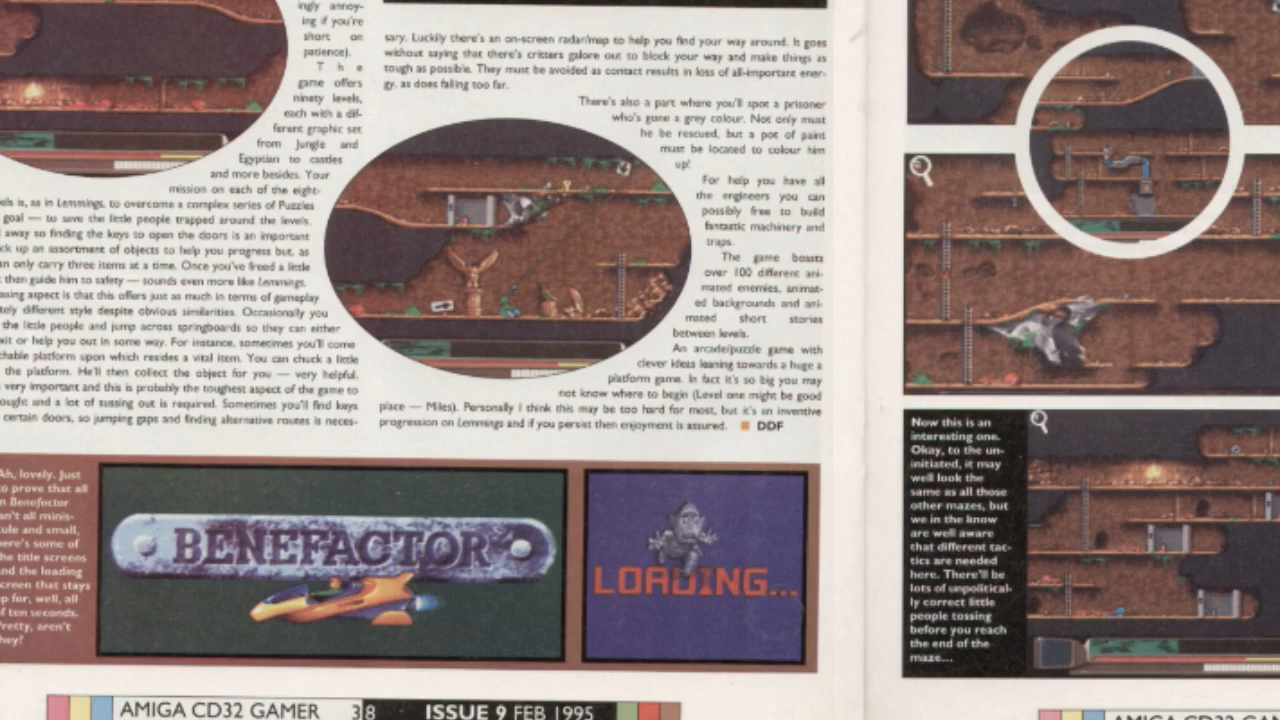 ingly annoy-
ing if you're
short on
patience).
The
game offers
ninety levels,
each with a dif-
ferent graphic set
from Jungle and
Egyptian to castles
and more besides. Your
mission on each of the eight-
els is, as in Lemmings, to overcome a complex series of Puzzles
goal — to save the little people trapped around the levels.
away so finding the keys to open the doors is an important
ck up an assortment of objects to help you progress but, as
an only carry three items at a time. Once you've freed a little
then guide him to safety — sounds even more like Lemmings.
asing aspect is that this offers just as much in terms of gameplay
tely different style despite obvious similarities. Occasionally you
the little people and jump across springboards so they can either
xit or help you out in some way. For instance, sometimes you'll come
chable platform upon which resides a vital item. You can chuck a little
the platform. He'll then collect the object for you — very helpful.
very important and this is probably the toughest aspect of the game to
ought and a lot of sussing out is required. Sometimes you'll find keys
certain doors, so jumping gaps and finding alternative routes is neces-
sary. Luckily there's an on-screen radar/map to help you find your way around. It goes
without saying that there's critters galore out to block your way and make things as
tough as possible. They must be avoided as contact results in loss of all-important ener-
gy, as does falling too far.
There's also a part where you'll spot a prisoner
who's gone a grey colour. Not only must
he be rescued, but a pot of paint
must be located to colour him
up!
For help you have all
the engineers you can
possibly free to build
fantastic machinery and
traps.
The game boasts
over 100 different ani-
mated enemies, animat-
ed backgrounds and ani-
mated short stories
between levels.
An arcade/puzzle game with
clever ideas leaning towards a huge a
platform game. In fact it's so big you may
not know where to begin (Level one might be good
place — Miles). Personally I think this may be too hard for most, but it's an inventive
progression on Lemmings and if you persist then enjoyment is assured. DDF
Ah, lovely. Just
to prove that all
n Benefactor
sn't all minis-
cule and small,
here's some of
the title screens
and the loading
screen that stays
up for, well, all
of ten seconds.
Pretty, aren't
they?
BENEFACTOR
LOADING...
AMIGA CD32 GAMER 38 ISSUE 9 FEB 1995
Now this is an
interesting one.
Okay, to the un-
initiated, it may
well look the
same as all those
other mazes, but
we in the know
are well aware
that different tac-
tics are needed
here. There'll be
lots of unpolitical-
ly correct little
people tossing
before you reach
the end of the
maze...
AMIGA CD32 GA